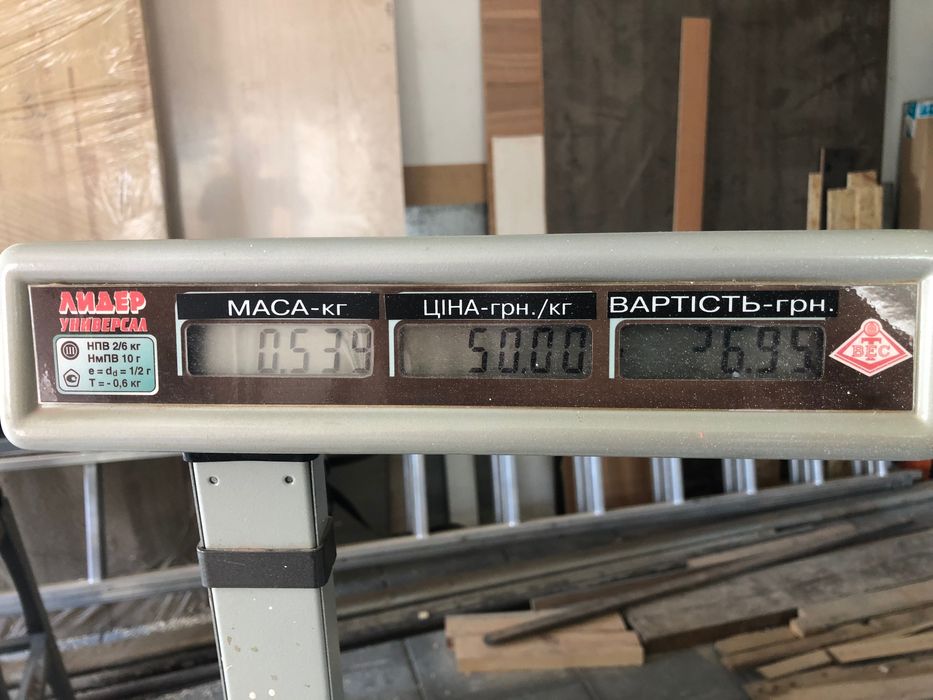 ЛИДЕР
УНИВЕРСАЛ
НПВ 2/6 кг
НмПВ 10 г
e = dd = 1/2 г
T = - 0,6 кг
МАСА-кг
0.539
ЦІНА-грн./кг
50.00
ВАРТІСТЬ-грн.
26.95
Т
ВЕС